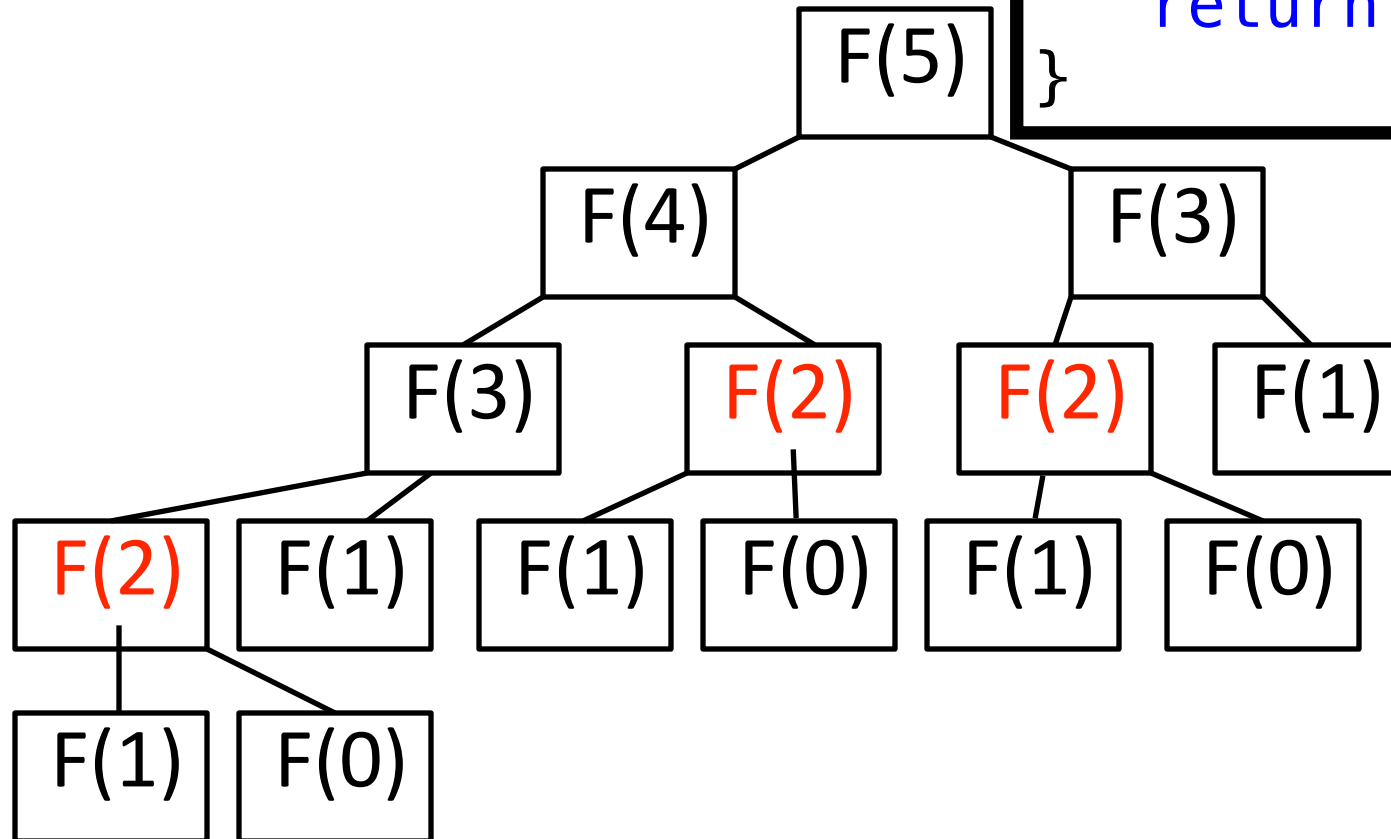 return
}
F(5)
F(4) F(3)
F(3) F(2) F(2) F(1)
F(2) F(1) F(1) F(0) F(1) F(0)
F(1) F(0)